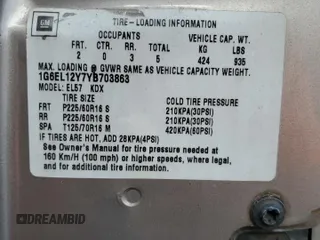 GM
TIRE - LOADING INFORMATION
OCCUPANTS VEHICLE CAP. WT.
FRT. CTR. RR. TOTAL KG LBS
2 0 3 5 424 935
MAX. LOADING @ GVWR SAME AS VEHICLE CAPACITY WEIGHT.
1G6EL12Y7YB703863
MODEL: EL57 KDX
TIRE SIZE COLD TIRE PRESSURE
FRT P225/60R16 S 210KPA(30PSI)
RR P225/60R16 S 210KPA(30PSI)
SPA T125/70R16 M 420KPA(60PSI)
IF TIRES ARE HOT, ADD 28KPA(4PSI)
See Owner's Manual for tire pressure needed at
160 Km/H (100 mph) or higher speeds, where legal,
and for additional tire information.
DREAMBID